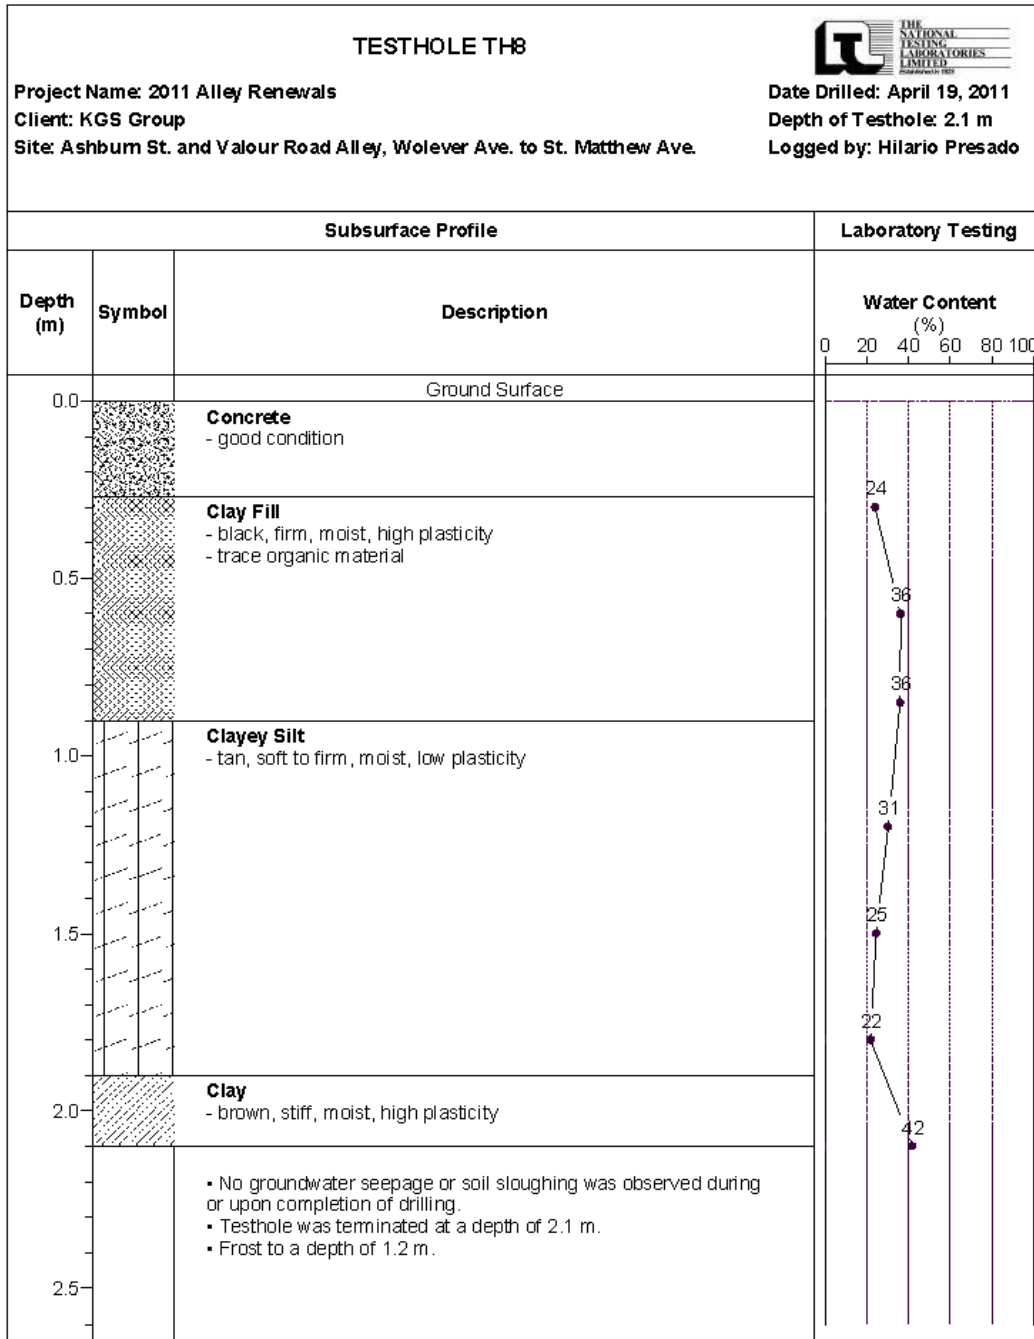 TESTHOLE TH8
THE
NATIONAL
TESTING
LABORATORIES
LIMITED
Established in 1923
Project Name: 2011 Alley Renewals
Date Drilled: April 19, 2011
Client: KGS Group
Depth of Testhole: 2.1 m
Site: Ashburn St. and Valour Road Alley, Wolever Ave. to St. Matthew Ave.
Logged by: Hilario Presado
Subsurface Profile
Laboratory Testing
Depth
(m)
Symbol
Description
Water Content
(%)
0 20 40 60 80 100
Ground Surface
0.0
Concrete
- good condition
24
Clay Fill
- black, firm, moist, high plasticity
- trace organic material
0.5
36
36
Clayey Silt
- tan, soft to firm, moist, low plasticity
1.0
31
25
1.5
22
Clay
- brown, stiff, moist, high plasticity
2.0
42
• No groundwater seepage or soil sloughing was observed during
or upon completion of drilling.
• Testhole was terminated at a depth of 2.1 m.
• Frost to a depth of 1.2 m.
2.5